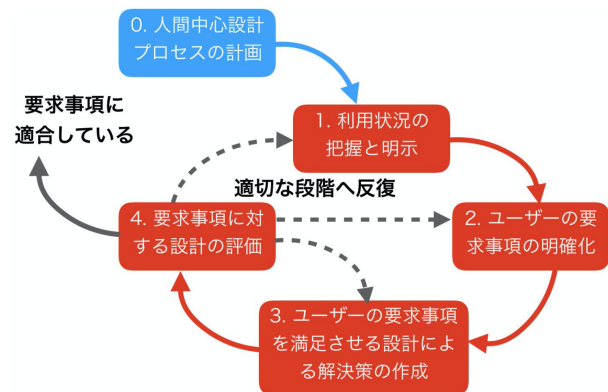 0. 人間中心設計
プロセスの計画
要求事項に
適合している
1. 利用状況の
把握と明示
適切な段階へ反復
4. 要求事項に対
する設計の評価
2. ユーザーの要
求事項の明確化
3. ユーザーの要求事項
を満足させる設計によ
る解決策の作成